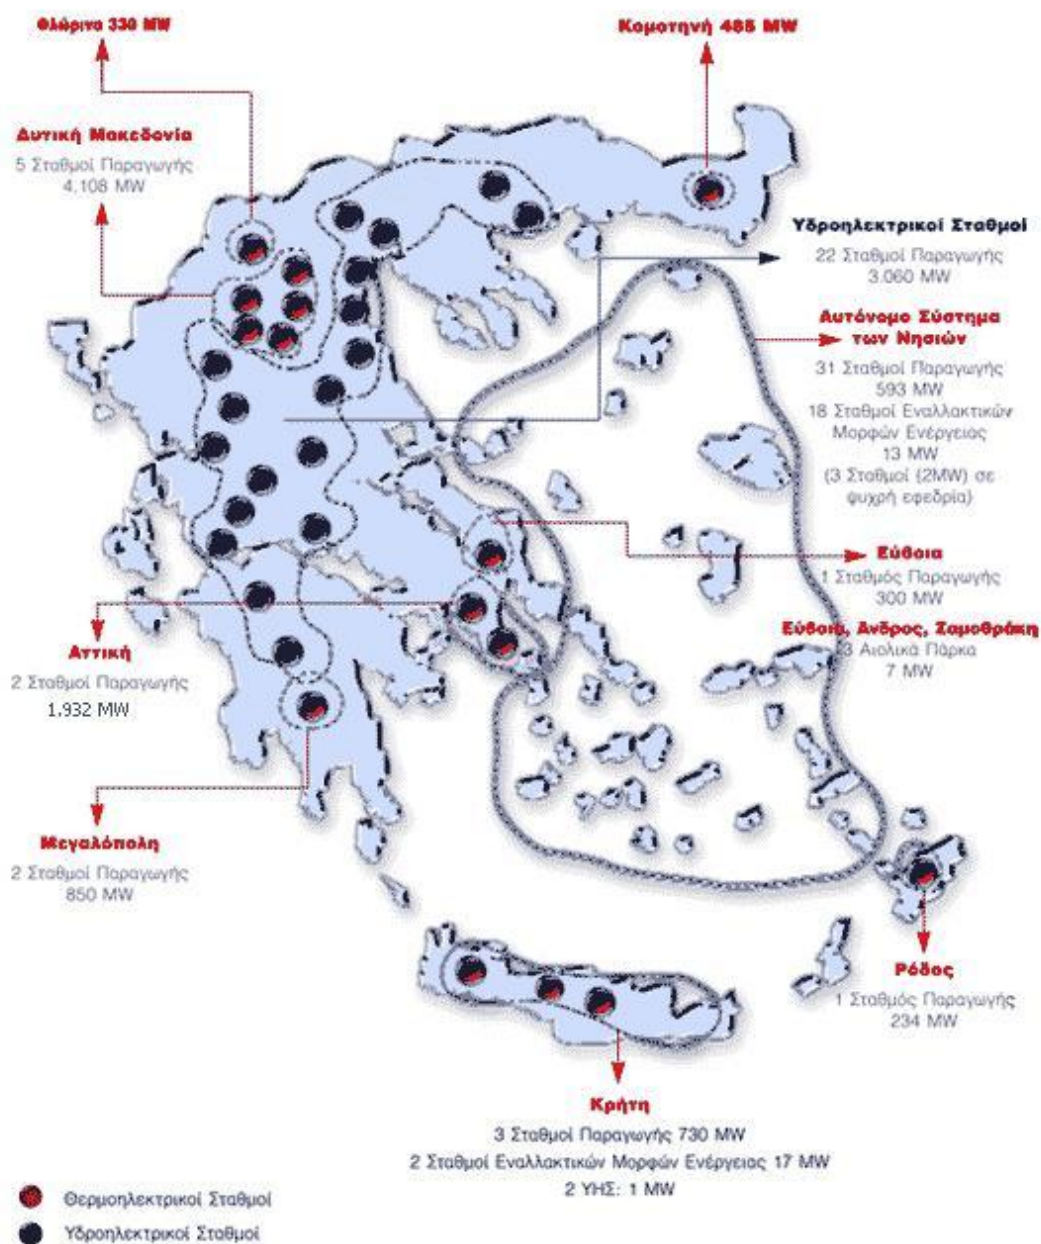 Φλώρινα 330 MW
Κομοτηνή 485 MW
Δυτική Μακεδονία
5 Σταθμοί Παραγωγής
4,108 MW
Υδροηλεκτρικοί Σταθμοί
22 Σταθμοί Παραγωγής
3.060 MW
Αυτόνομο Σύστημα
των Νησιών
31 Σταθμοί Παραγωγής
593 MW
18 Σταθμοί Εναλλακτικών
Μορφών Ενέργειας
13 MW
(3 Σταθμοί (2MW) σε
ψυχρή εφεδρία)
Εύβοια
1 Σταθμός Παραγωγής
300 MW
Εύβοια, Άνδρος, Σαμοθράκη
3 Αιολικά Πάρκα
7 MW
Αττική
2 Σταθμοί Παραγωγής
1,932 MW
Μεγαλόπολη
2 Σταθμοί Παραγωγής
850 MW
Ρόδος
1 Σταθμός Παραγωγής
234 MW
Κρήτη
3 Σταθμοί Παραγωγής 730 MW
2 Σταθμοί Εναλλακτικών Μορφών Ενέργειας 17 MW
2 ΥΗΣ: 1 MW
Θερμοηλεκτρικοί Σταθμοί
Υδροηλεκτρικοί Σταθμοί